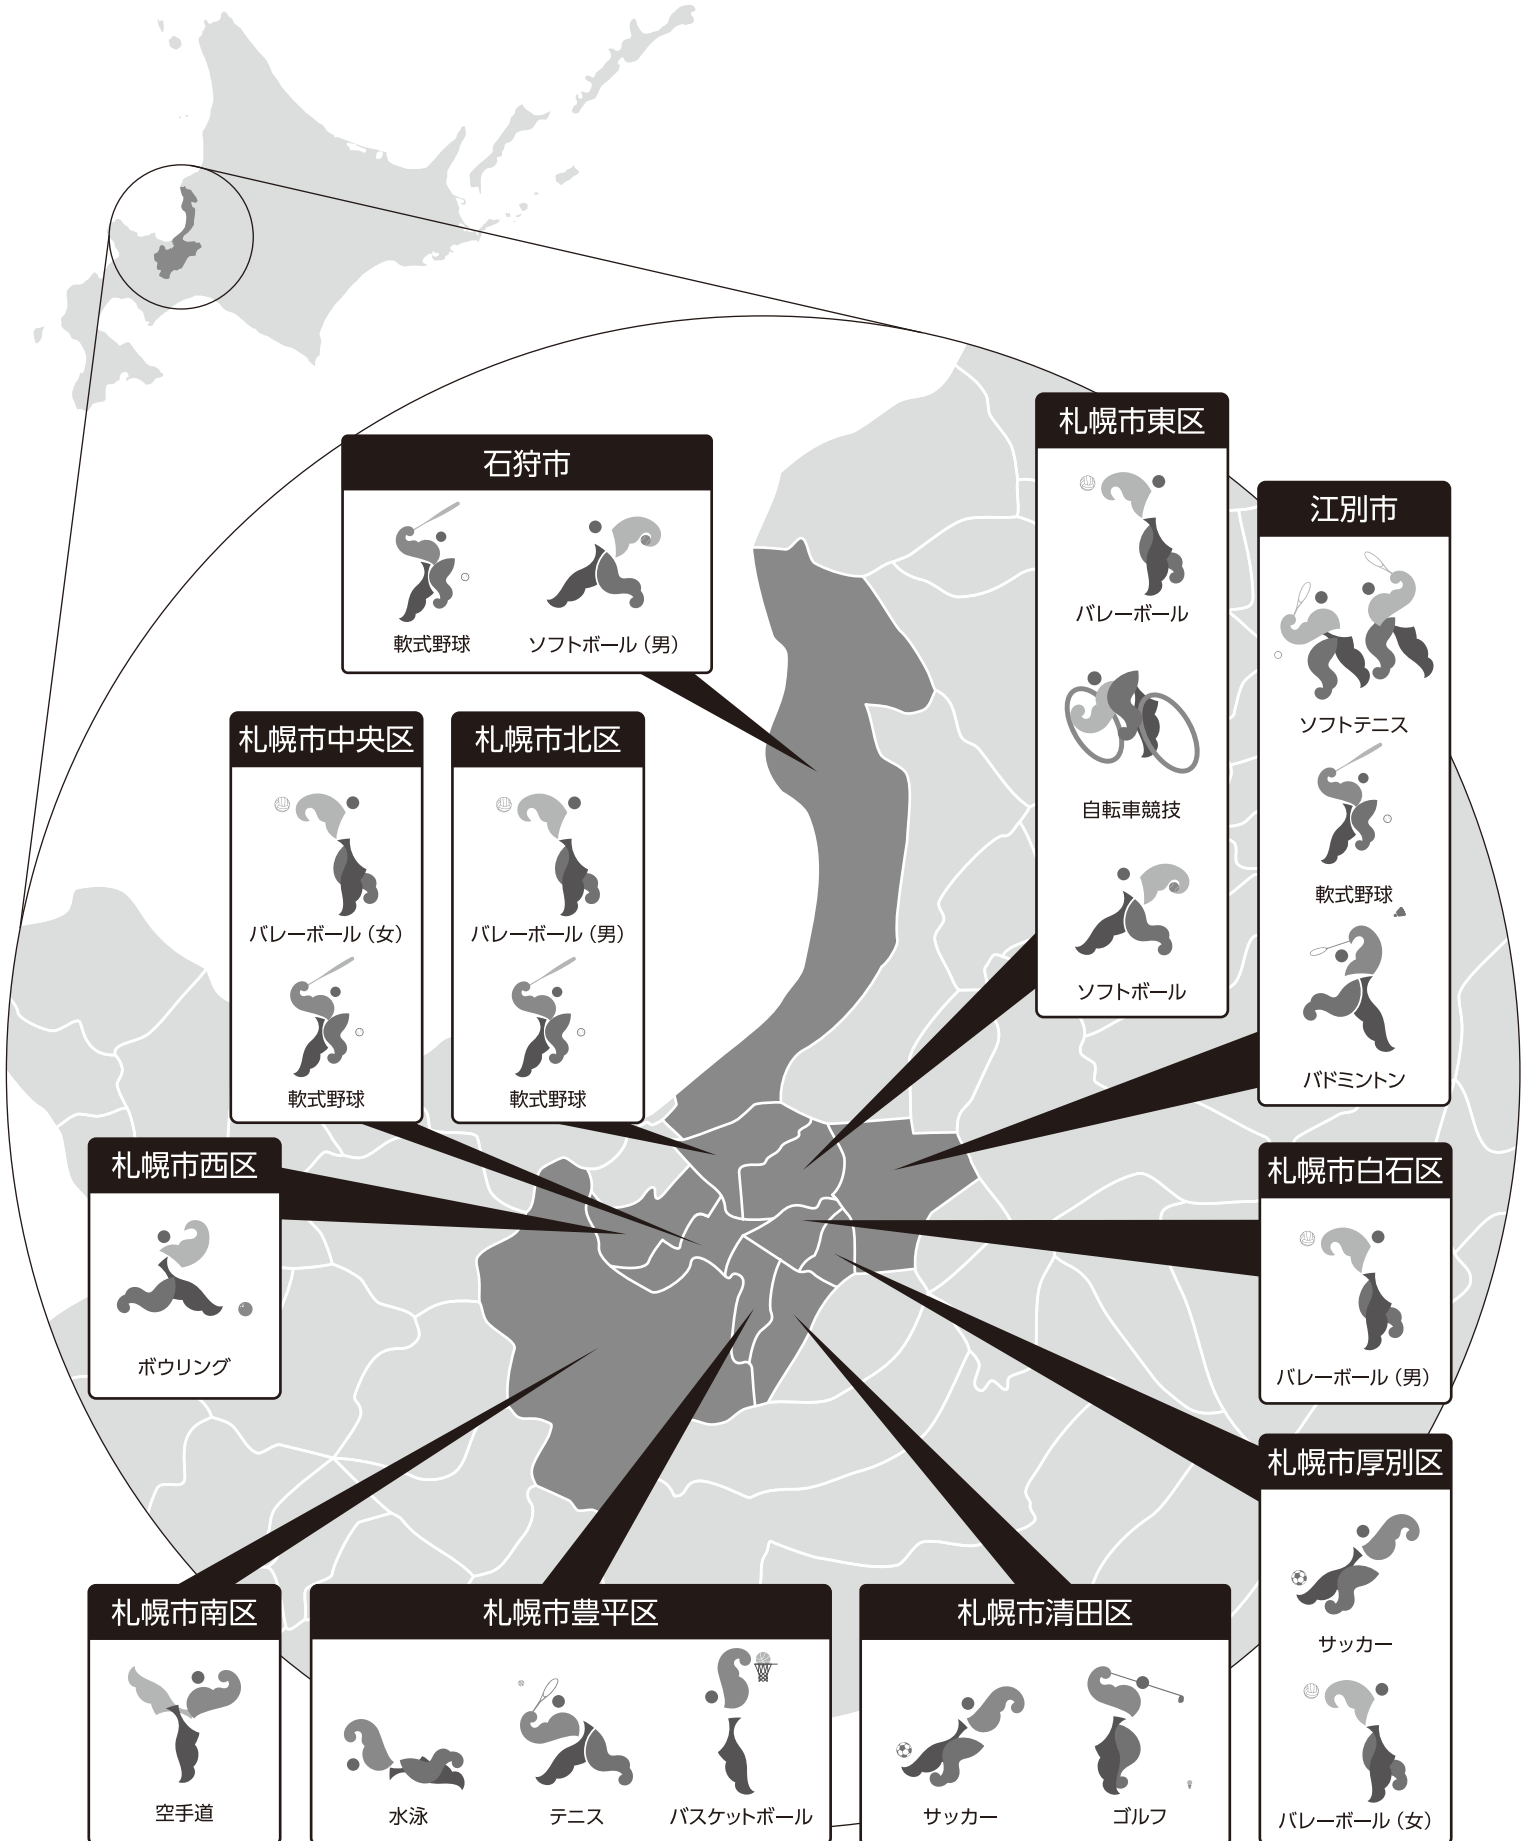 札幌市東区
バレーボール
自転車競技
ソフトボール
石狩市
軟式野球
ソフトボール（男）
江別市
ソフトテニス
軟式野球
バドミントン
札幌市中央区
バレーボール（女）
軟式野球
札幌市北区
バレーボール（男）
軟式野球
札幌市西区
ボウリング
札幌市白石区
バレーボール（男）
札幌市厚別区
サッカー
バレーボール（女）
札幌市南区
空手道
札幌市豊平区
水泳
テニス
バスケットボール
札幌市清田区
サッカー
ゴルフ